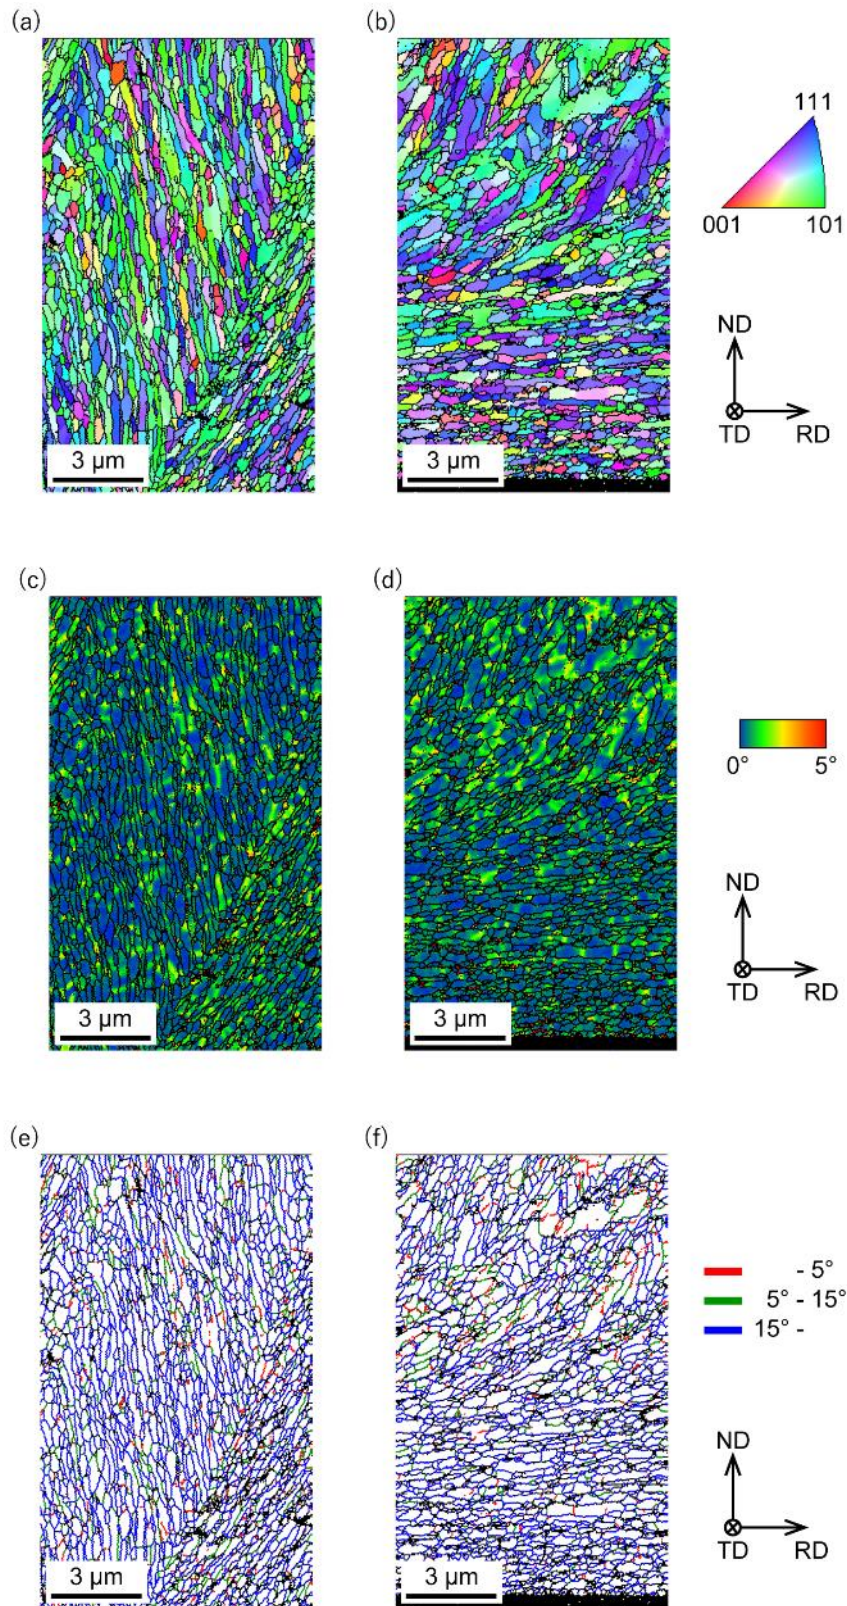 (a)
(b)
111
001
101
ND
TD
RD
3 μm
3 μm
(c)
(d)
0°
5°
ND
TD
RD
3 μm
3 μm
(e)
(f)
- 5°
5° - 15°
15° -
ND
TD
RD
3 μm
3 μm